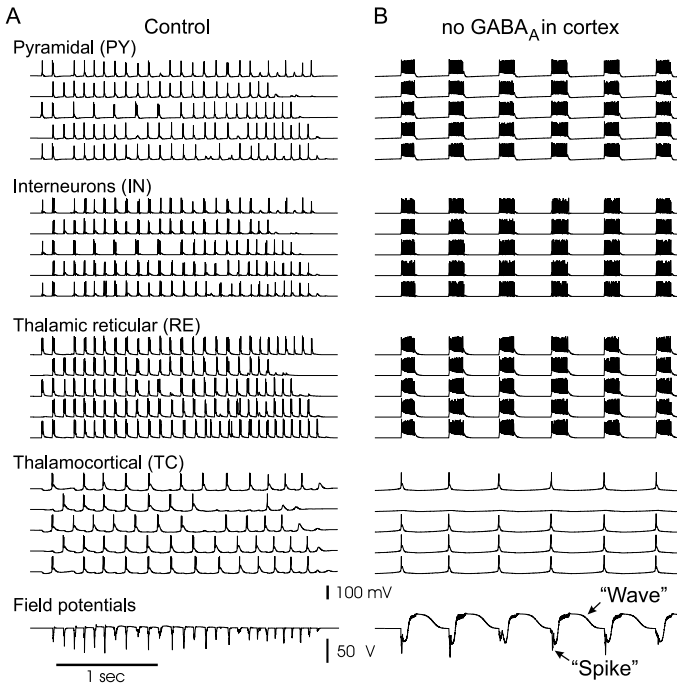 A
Control
B
no GABA_A in cortex
Pyramidal (PY)
Interneurons (IN)
Thalamic reticular (RE)
Thalamocortical (TC)
100 mV
Field potentials
50 V
1 sec
"Wave"
"Spike"